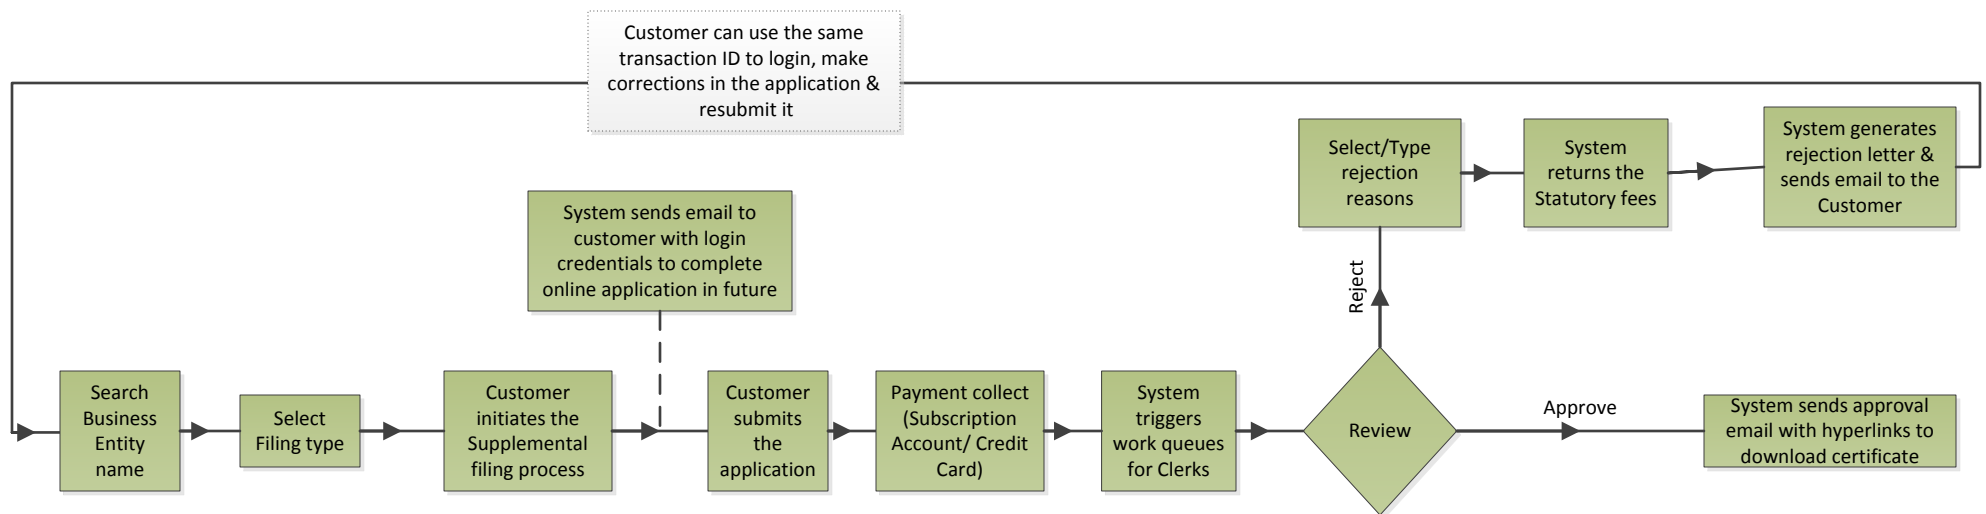 Customer can use the same
transaction ID to login, make
corrections in the application &
resubmit it
Select/Type
rejection
reasons
System
returns the
Statutory fees
System generates
rejection letter &
sends email to the
Customer
System sends email to
customer with login
credentials to complete
online application in future
Reject
Search
Business
Entity
name
Select
Filing type
Customer
initiates the
Supplemental
filing process
Customer
submits
the
application
Payment collect
(Subscription
Account/ Credit
Card)
System
triggers
work queues
for Clerks
Review
Approve
System sends approval
email with hyperlinks to
download certificate